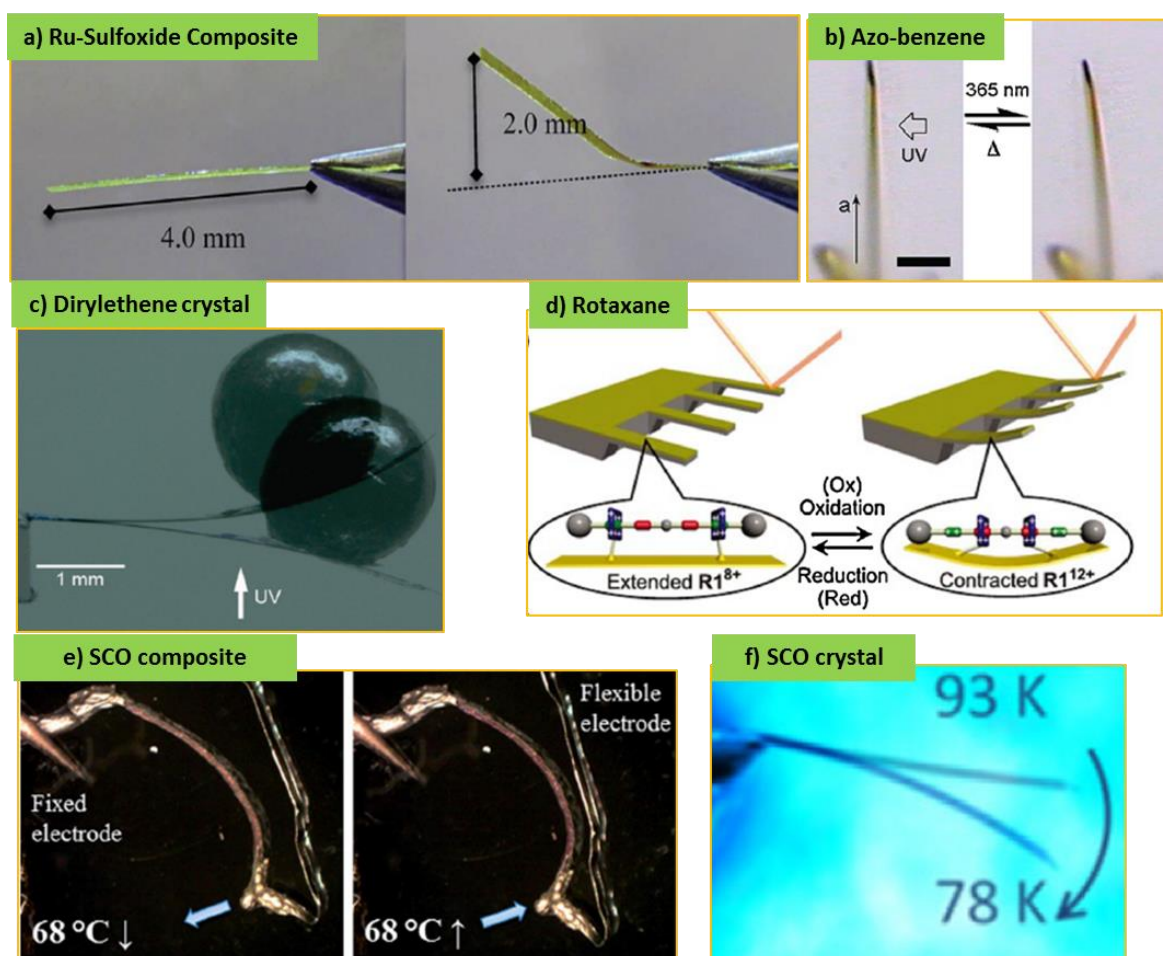 a) Ru-Sulfoxide Composite
4.0 mm
2.0 mm
b) Azo-benzene
365 nm
UV
Δ
a
c) Dirylethene crystal
1 mm
UV
d) Rotaxane
(Ox)
Oxidation
Reduction
(Red)
Extended R1⁸⁺
Contracted R1¹²⁺
e) SCO composite
Fixed
electrode
68 °C ↓
Flexible
electrode
68 °C ↑
f) SCO crystal
93 K
78 K